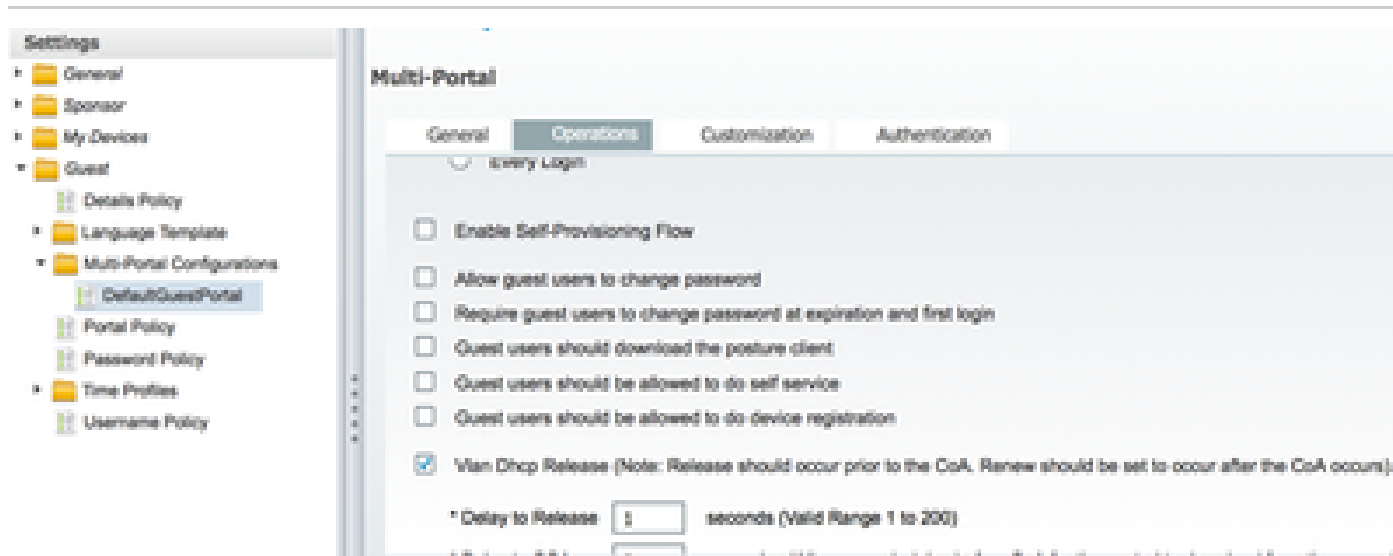 Settings
General
Sponsor
My Devices
Guest
Details Policy
Language Template
Multi-Portal Configurations
DefaultGuestPortal
Portal Policy
Password Policy
Time Profiles
Username Policy
Multi-Portal
General Operations Customization Authentication
Every Login
Enable Self-Provisioning Flow
Allow guest users to change password
Require guest users to change password at expiration and first login
Guest users should download the posture client
Guest users should be allowed to do self service
Guest users should be allowed to do device registration
Vlan Dhcp Release (Note: Release should occur prior to the CoA. Renew should be set to occur after the CoA occurs).
* Delay to Release 1 seconds (Valid Range 1 to 200)